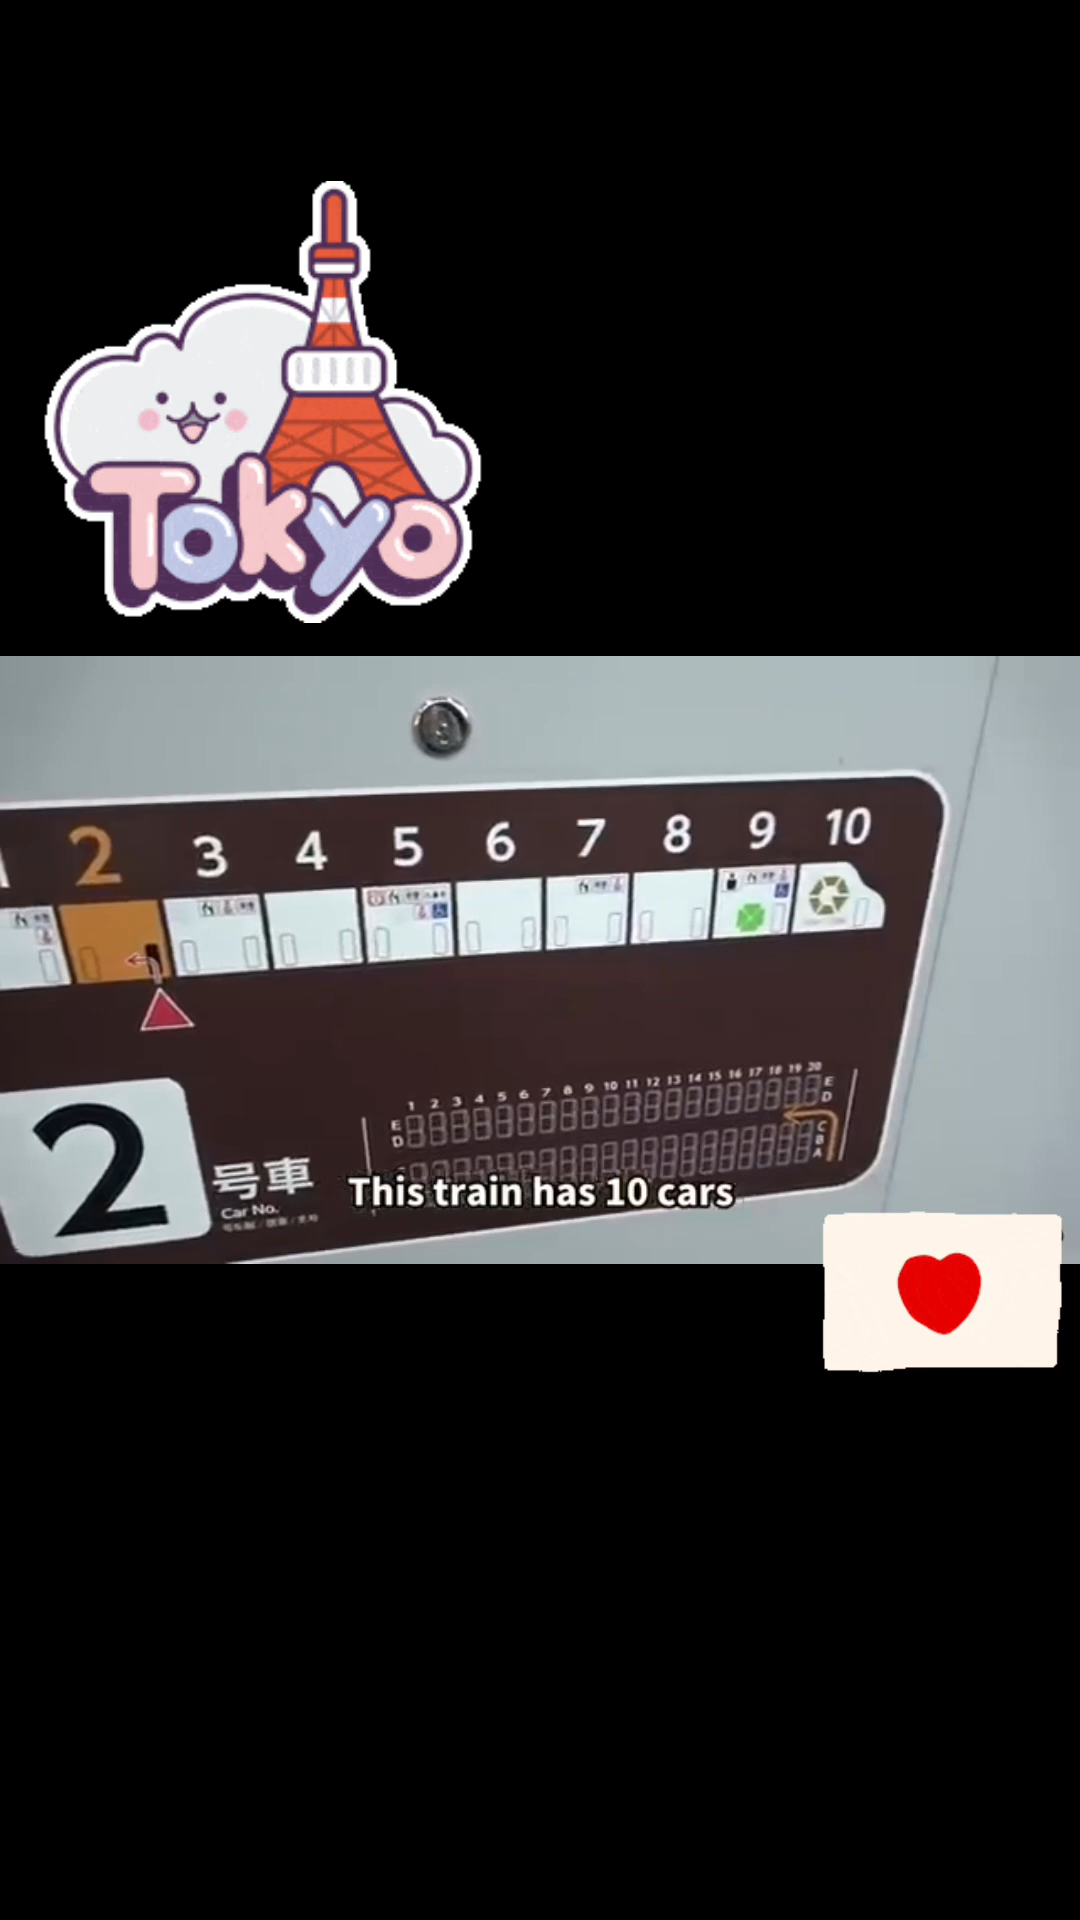 Tokyo
2 3 4 5 6 7 8 9 10
1 2 3 4 5 6 7 8 9 10 11 12 13 14 15 16 17 18 19 20
E E
D D
C
B
A
2 号車
Car No.
This train has 10 cars